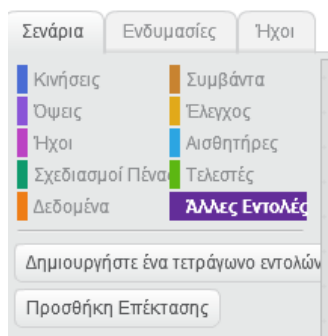 Σενάρια Ενδυμασίες Ήχοι
Κινήσεις Συμβάντα
Όψεις Έλεγχος
Ήχοι Αισθητήρες
Σχεδιασμοί Πένα Τελεστές
Δεδομένα Άλλες Εντολές
Δημιουργήστε ένα τετράγωνο εντολών
Προσθήκη Επέκτασης